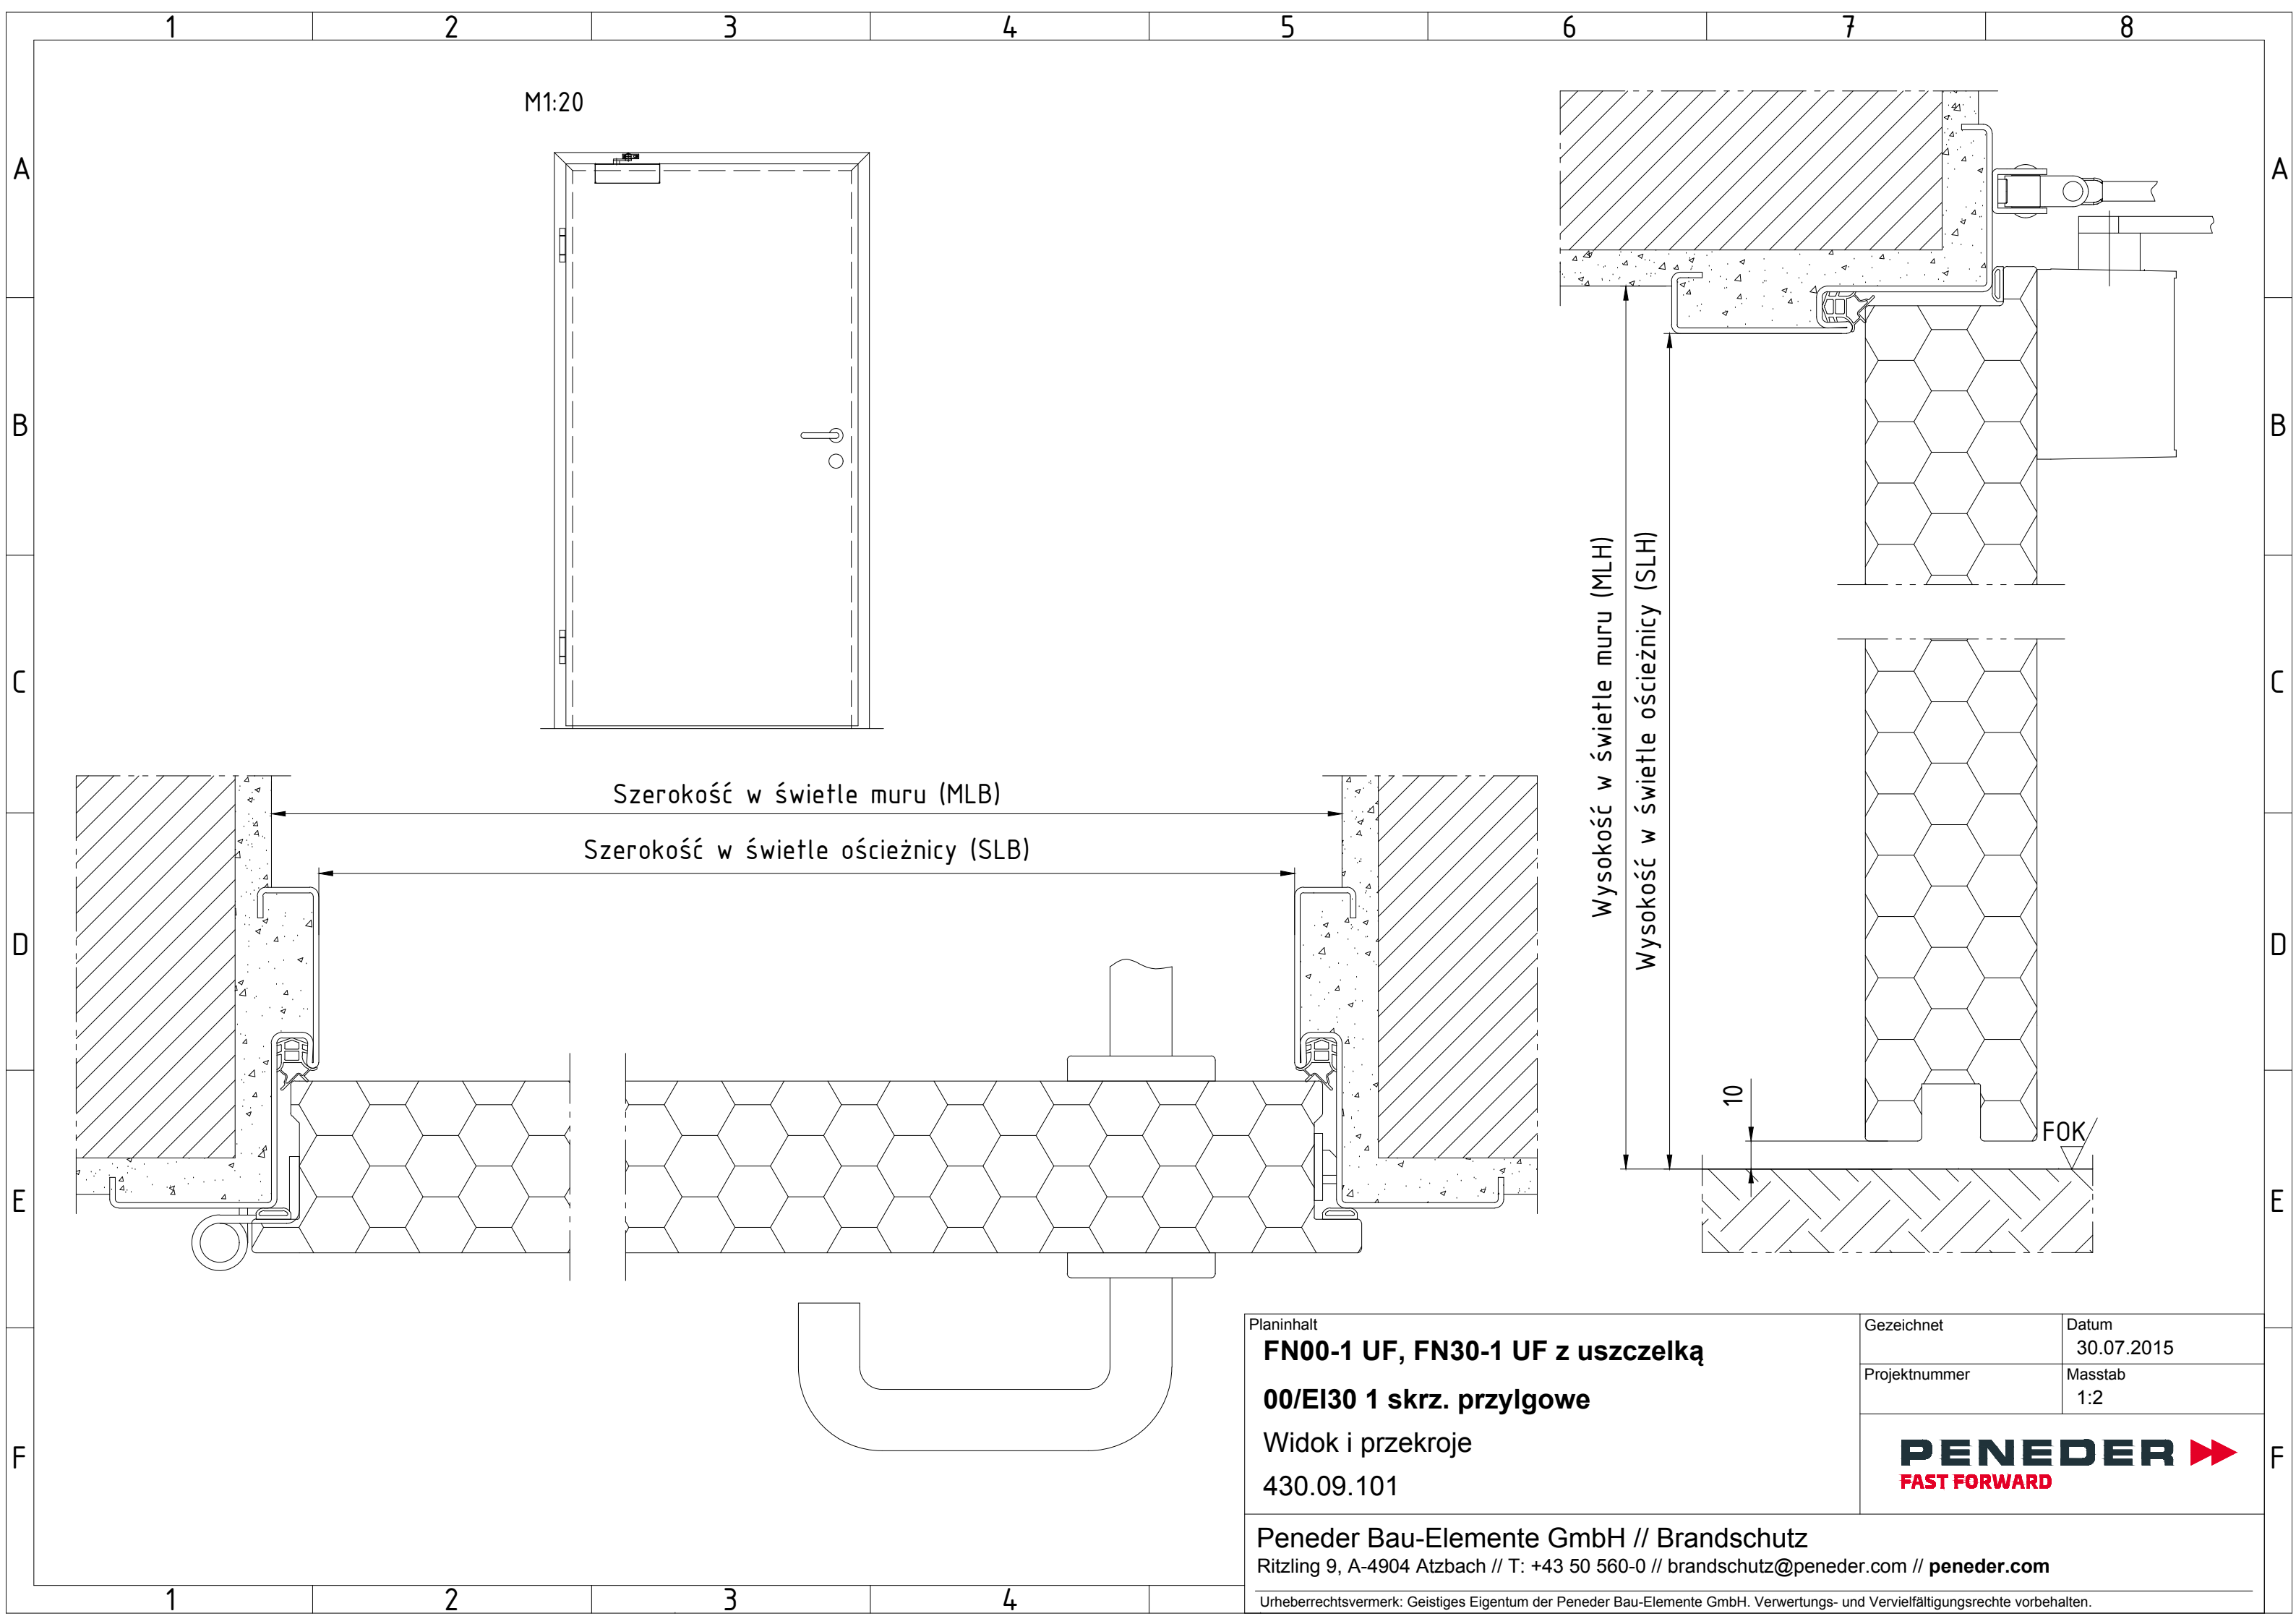 1 2 3 4 5 6 7 8
M1:20
A A
B B
C C
D D
E E
F F
Szerokość w świetle muru (MLB)
Szerokość w świetle ościeżnicy (SLB)
Wysokość w świetle muru (MLH)
Wysokość w świetle ościeżnicy (SLH)
10
FOK
Planinhalt
FN00-1 UF, FN30-1 UF z uszczelką
00/EI30 1 skrz. przylgowe
Widok i przekroje
430.09.101
Gezeichnet
Datum
30.07.2015
Projektnummer
Masstab
1:2
PENEDER
FAST FORWARD
Peneder Bau-Elemente GmbH // Brandschutz
Ritzling 9, A-4904 Atzbach // T: +43 50 560-0 // brandschutz@peneder.com // peneder.com
Urheberrechtsvermerk: Geistiges Eigentum der Peneder Bau-Elemente GmbH. Verwertungs- und Vervielfältigungsrechte vorbehalten.
1 2 3 4